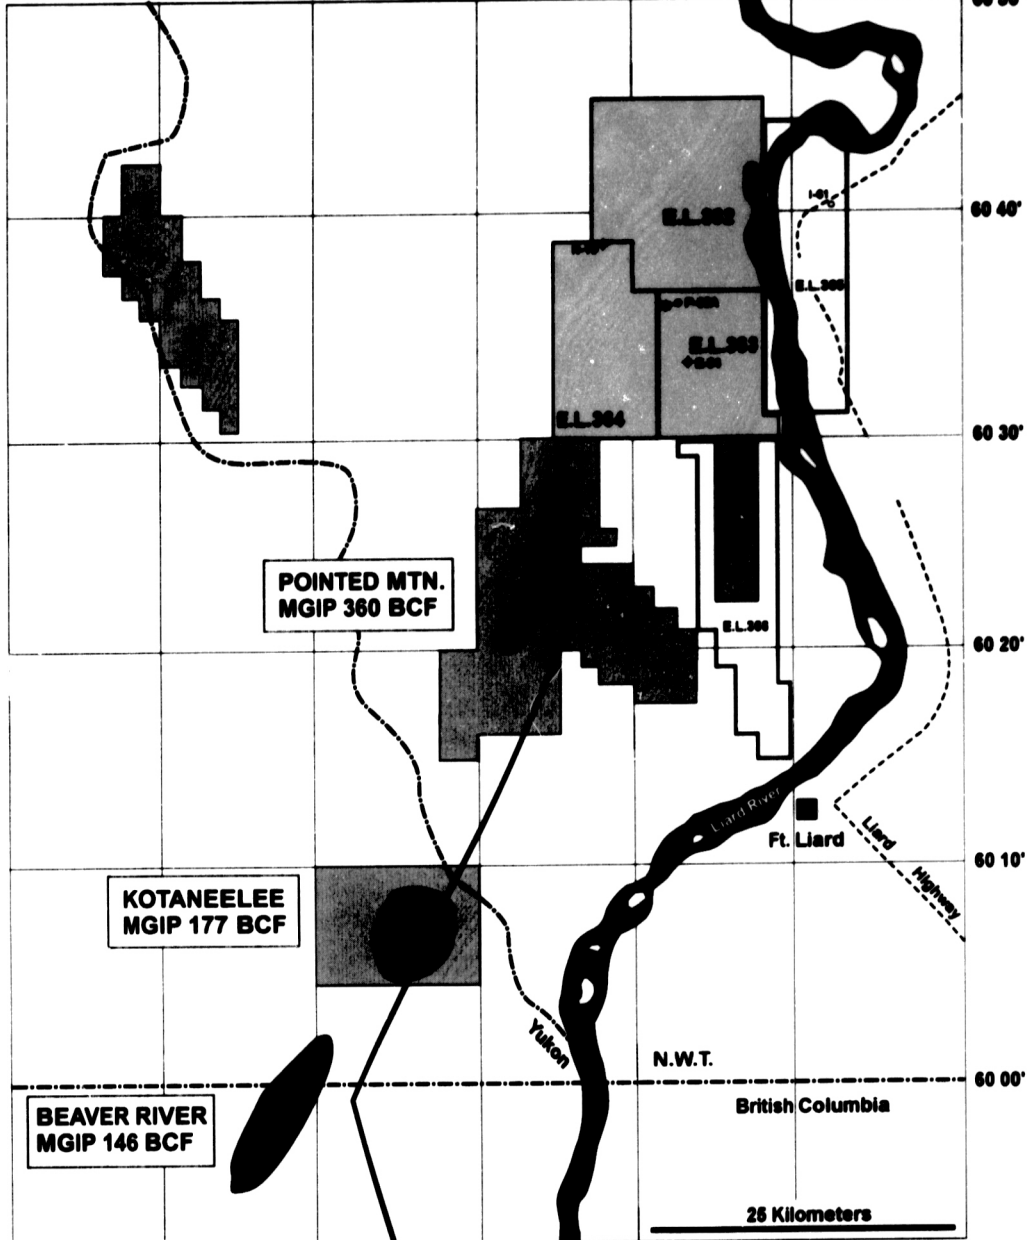 60 40'
I-61
E.L.362
E.L.365
E.L.363
E.L.364
60 30'
POINTED MTN.
MGIP 360 BCF
E.L.366
60 20'
Liard River
Ft. Liard
Liard
Highway
60 10'
KOTANEELEE
MGIP 177 BCF
Yukon
N.W.T.
60 00'
British Columbia
BEAVER RIVER
MGIP 146 BCF
25 Kilometers